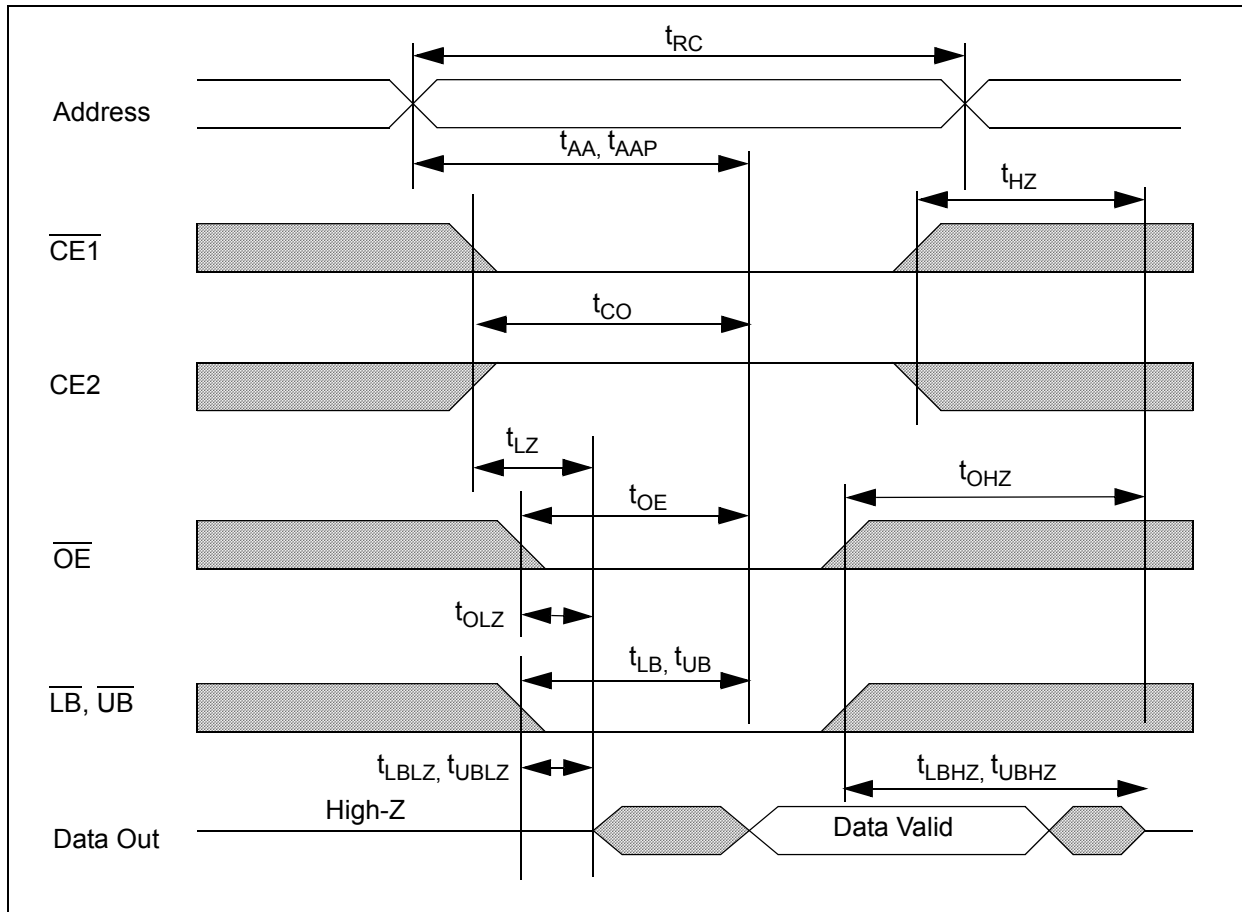 tRC
Address
tAA, tAAP
tHZ
CE1
tCO
CE2
tLZ
tOHZ
tOE
OE
tOLZ
tLB, tUB
LB, UB
tLBLZ, tUBLZ
tLBHZ, tUBHZ
High-Z
Data Valid
Data Out